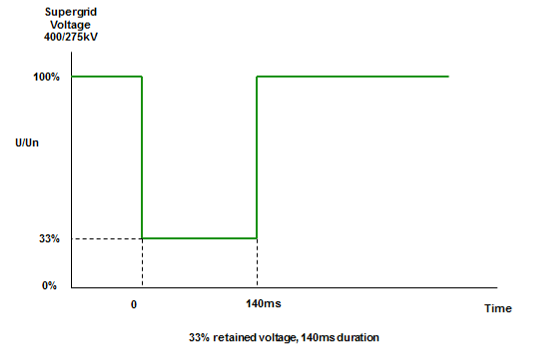 Supergrid
Voltage
400/275kV
100%
U/Un
33%
0%
0
140ms
Time
33% retained voltage, 140ms duration